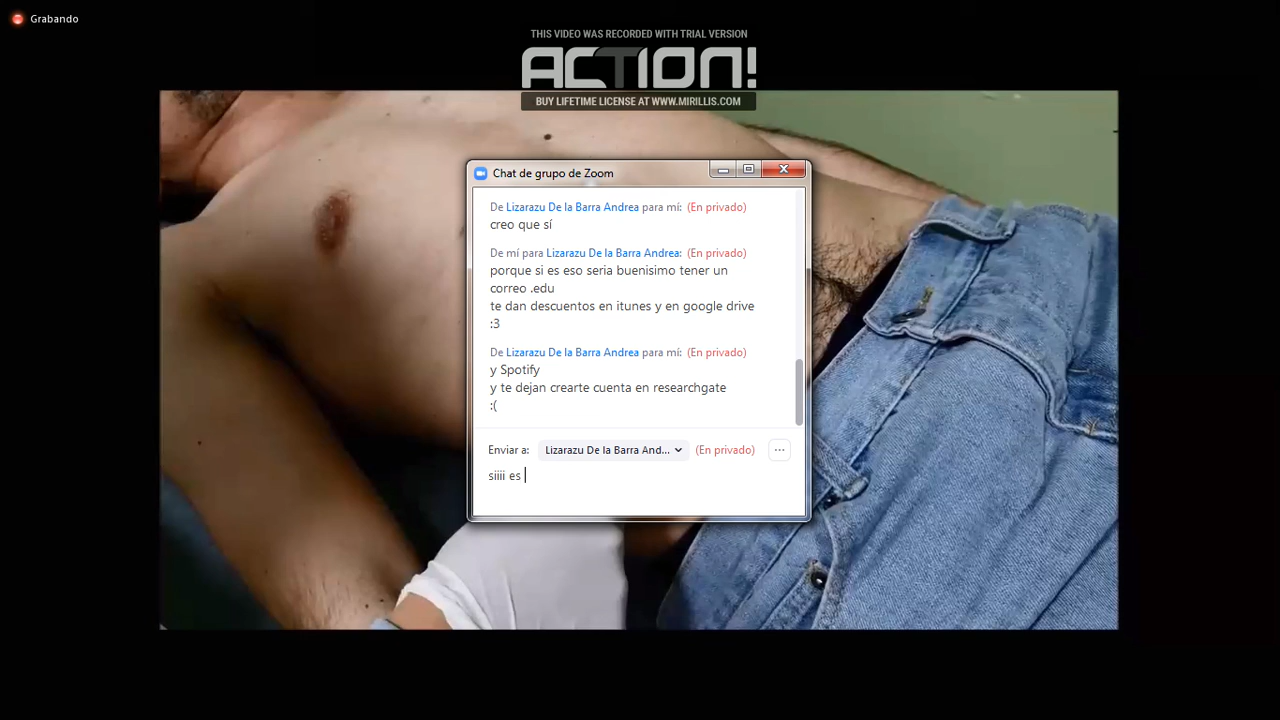 Grabando
THIS VIDEO WAS RECORDED WITH TRIAL VERSION
ACTION!
BUY LIFETIME LICENSE AT WWW.MIRILLIS.COM
Chat de grupo de Zoom
De Lizarazu De la Barra Andrea para mí: (En privado)
creo que sí
De mí para Lizarazu De la Barra Andrea: (En privado)
porque si es eso seria buenisimo tener un
correo .edu
te dan descuentos en itunes y en google drive
:3
De Lizarazu De la Barra Andrea para mí: (En privado)
y Spotify
y te dejan crearte cuenta en researchgate
:(
Enviar a: Lizarazu De la Barra And... (En privado) ...
siiii es